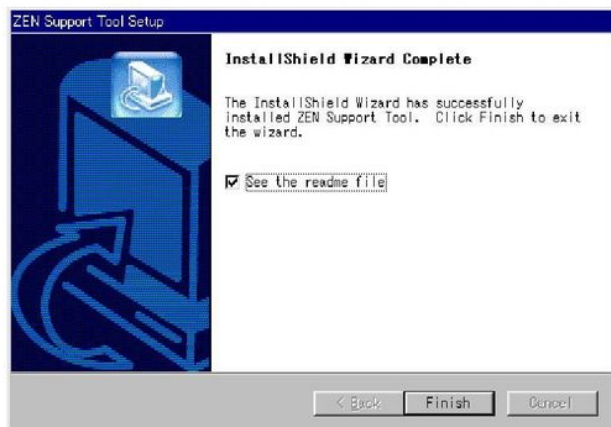 ZEN Support Tool Setup
InstallShield Wizard Complete
The InstallShield Wizard has successfully
installed ZEN Support Tool. Click Finish to exit
the wizard.
See the readme file
< Back Finish Cancel